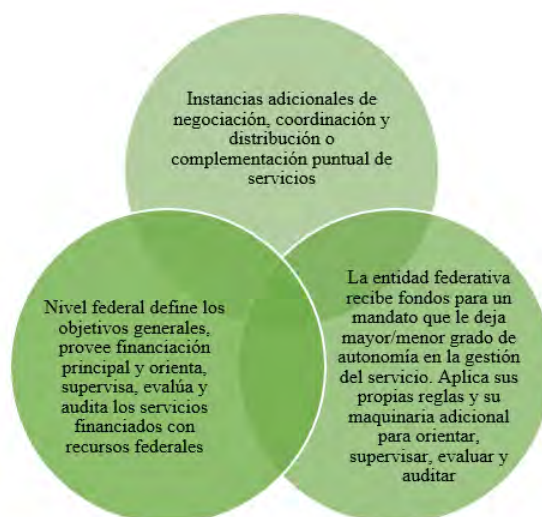 Instancias adicionales de
negociación, coordinación y
distribución o
complementación puntual de
servicios
Nivel federal define los
objetivos generales,
provee financiación
principal y orienta,
supervisa, evalúa y
audita los servicios
financiados con
recursos federales
La entidad federativa
recibe fondos para un
mandato que le deja
mayor/menor grado de
autonomía en la gestión
del servicio. Aplica sus
propias reglas y su
maquinaria adicional
para orientar,
supervisar, evaluar y
auditar